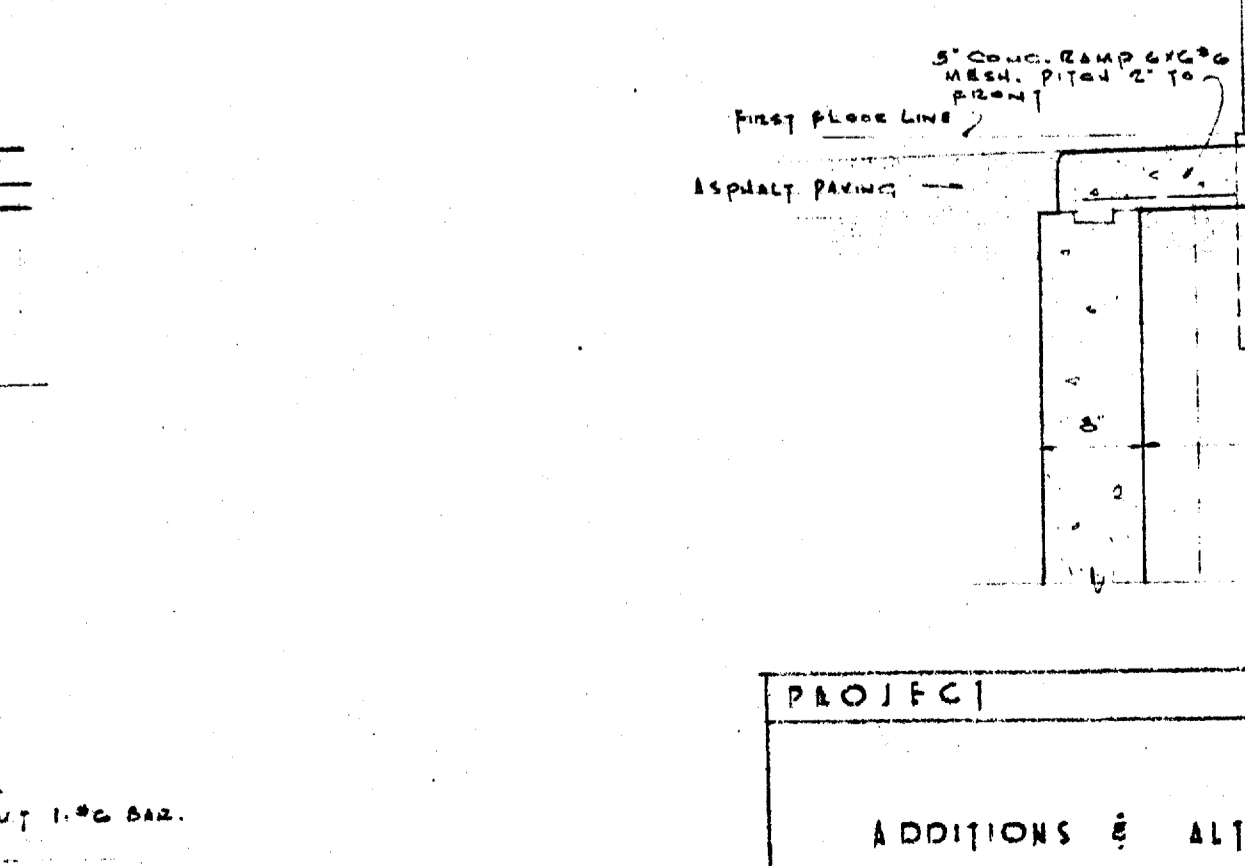 5" CONC. RAMP 6X6 #6
MESH. PITCH 2" TO
FRONT
FIRST FLOOR LINE
ASPHALT PAVING
8"
PROJECT
ADDITIONS &
1. #6 BAR.